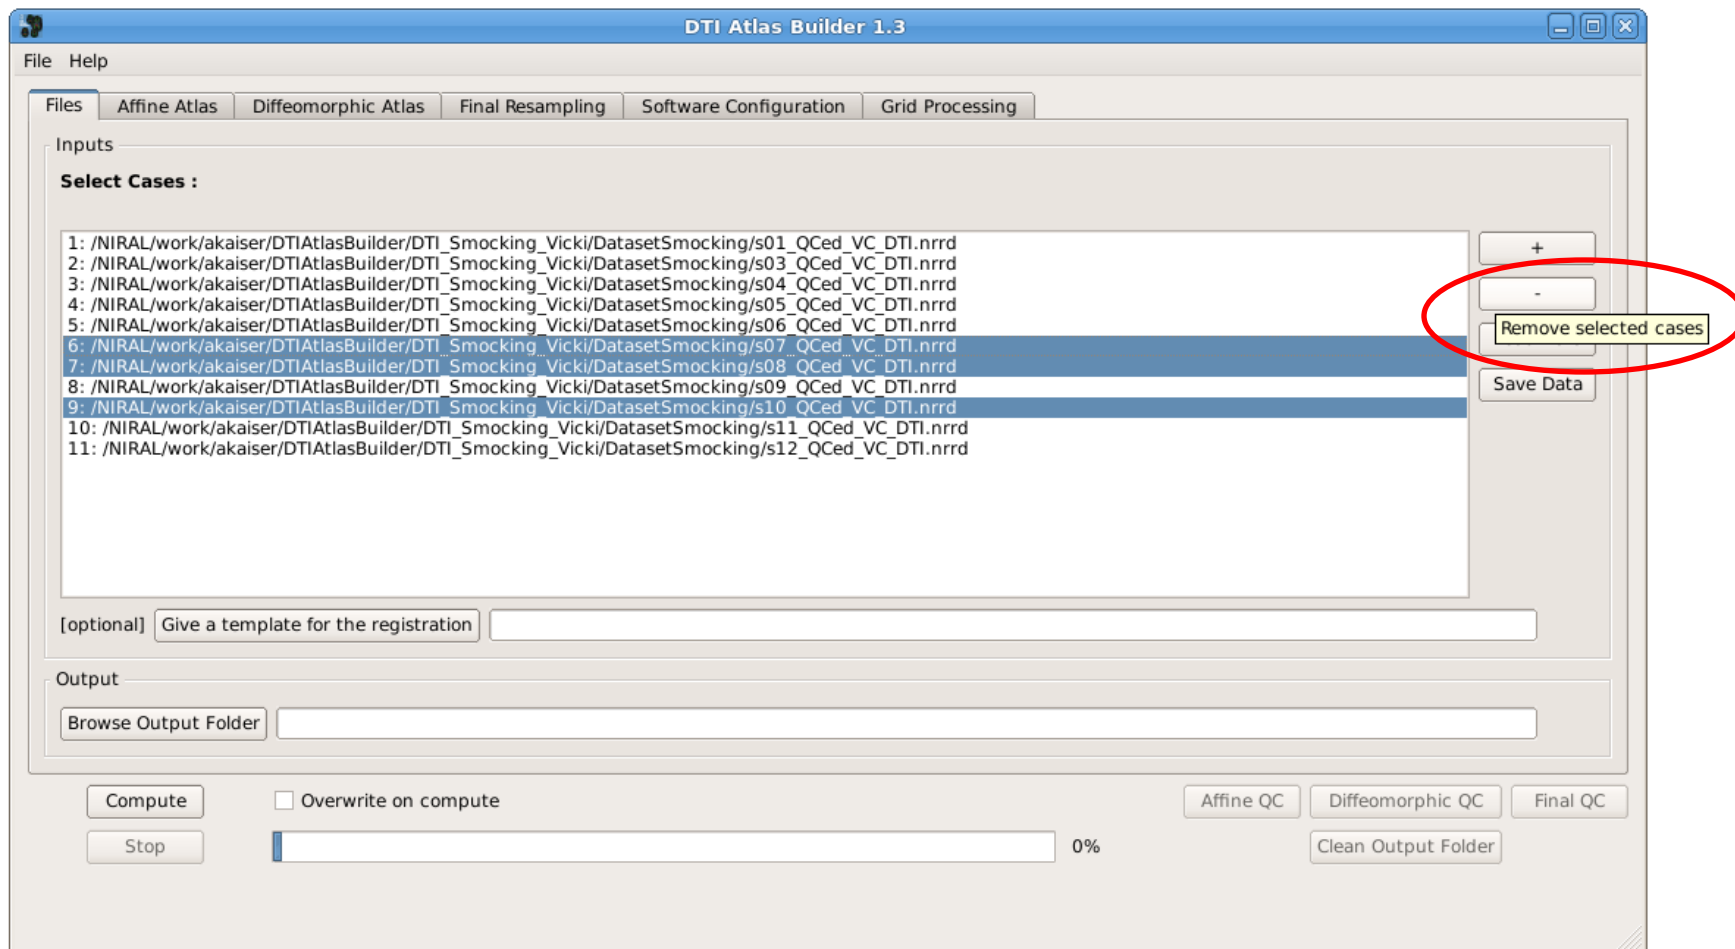 DTI Atlas Builder 1.3
File Help
Files Affine Atlas Diffeomorphic Atlas Final Resampling Software Configuration Grid Processing
Inputs
Select Cases :
1: /NIRAL/work/akaiser/DTIAtlasBuilder/DTI_Smocking_Vicki/DatasetSmocking/s01_QCed_VC_DTI.nrrd
2: /NIRAL/work/akaiser/DTIAtlasBuilder/DTI_Smocking_Vicki/DatasetSmocking/s03_QCed_VC_DTI.nrrd
3: /NIRAL/work/akaiser/DTIAtlasBuilder/DTI_Smocking_Vicki/DatasetSmocking/s04_QCed_VC_DTI.nrrd
4: /NIRAL/work/akaiser/DTIAtlasBuilder/DTI_Smocking_Vicki/DatasetSmocking/s05_QCed_VC_DTI.nrrd
5: /NIRAL/work/akaiser/DTIAtlasBuilder/DTI_Smocking_Vicki/DatasetSmocking/s06_QCed_VC_DTI.nrrd
6: /NIRAL/work/akaiser/DTIAtlasBuilder/DTI_Smocking_Vicki/DatasetSmocking/s07_QCed_VC_DTI.nrrd
7: /NIRAL/work/akaiser/DTIAtlasBuilder/DTI_Smocking_Vicki/DatasetSmocking/s08_QCed_VC_DTI.nrrd
8: /NIRAL/work/akaiser/DTIAtlasBuilder/DTI_Smocking_Vicki/DatasetSmocking/s09_QCed_VC_DTI.nrrd
9: /NIRAL/work/akaiser/DTIAtlasBuilder/DTI_Smocking_Vicki/DatasetSmocking/s10_QCed_VC_DTI.nrrd
10: /NIRAL/work/akaiser/DTIAtlasBuilder/DTI_Smocking_Vicki/DatasetSmocking/s11_QCed_VC_DTI.nrrd
11: /NIRAL/work/akaiser/DTIAtlasBuilder/DTI_Smocking_Vicki/DatasetSmocking/s12_QCed_VC_DTI.nrrd
+
-
Remove selected cases
Save Data
[optional] Give a template for the registration
Output
Browse Output Folder
Compute Overwrite on compute Affine QC Diffeomorphic QC Final QC
Stop 0% Clean Output Folder